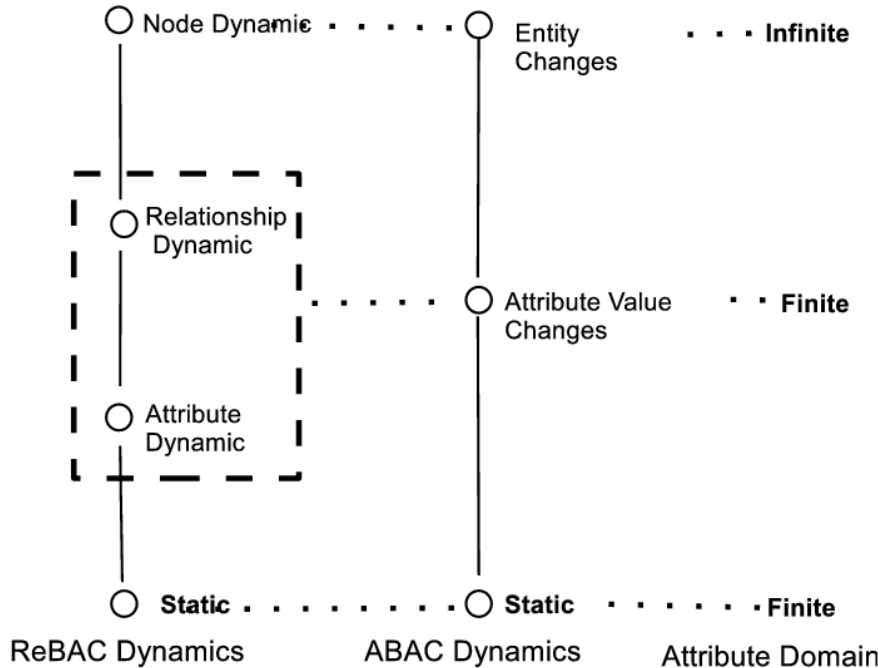 Node Dynamic
Entity
Changes
Infinite
Relationship
Dynamic
Attribute Value
Changes
Finite
Attribute
Dynamic
Static
Static
Finite
ReBAC Dynamics
ABAC Dynamics
Attribute Domain